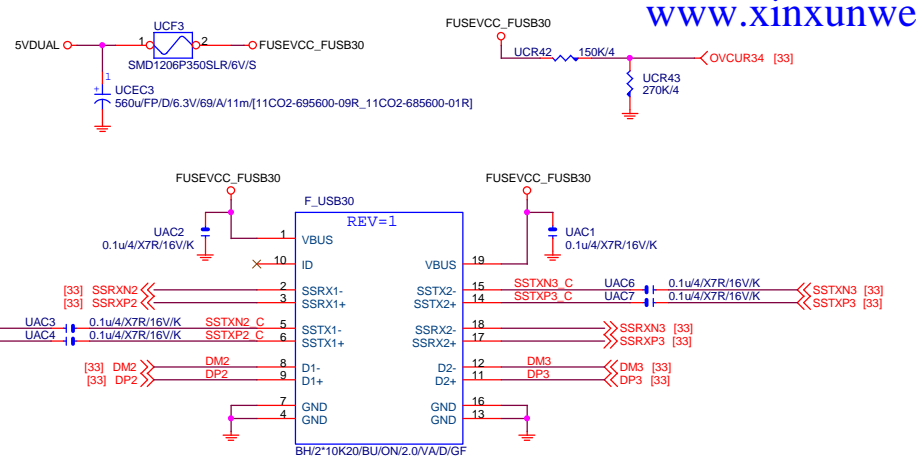 www.xinxunwe
UCF3
5VDUAL 1 2 FUSEVCC_FUSB30
SMD1206P350SLR/6V/S
1
+ UCEC3
560u/FP/D/6.3V/69/A/11m/[11CO2-695600-09R_11CO2-685600-01R]
FUSEVCC_FUSB30
UCR42 150K/4
OVCUR34 [33]
UCR43
270K/4
FUSEVCC_FUSB30
FUSEVCC_FUSB30
F_USB30
REV=1
UAC2
0.1u/4/X7R/16V/K
UAC1
0.1u/4/X7R/16V/K
1 VBUS
10 ID
VBUS 19
[33] SSRXN2 2 SSRX1-
[33] SSRXP2 3 SSRX1+
SSTX2- 15 SSTXN3_C UAC6 0.1u/4/X7R/16V/K SSTXN3 [33]
SSTX2+ 14 SSTXP3_C UAC7 0.1u/4/X7R/16V/K SSTXP3 [33]
UAC3 0.1u/4/X7R/16V/K SSTXN2_C 5 SSTX1-
UAC4 0.1u/4/X7R/16V/K SSTXP2_C 6 SSTX1+
SSRX2- 18 SSRXN3 [33]
SSRX2+ 17 SSRXP3 [33]
[33] DM2 DM2 8 D1-
[33] DP2 DP2 9 D1+
D2- 12 DM3 DM3 [33]
D2+ 11 DP3 DP3 [33]
7 GND
4 GND
GND 16
GND 13
BH/2*10K20/BU/ON/2.0/VA/D/GF